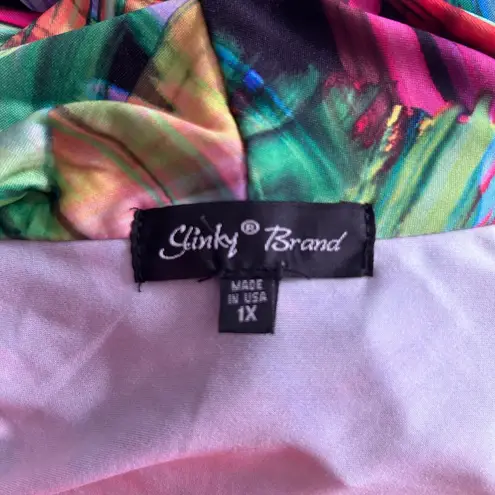 Slinky® Brand
MADE
IN USA
1X